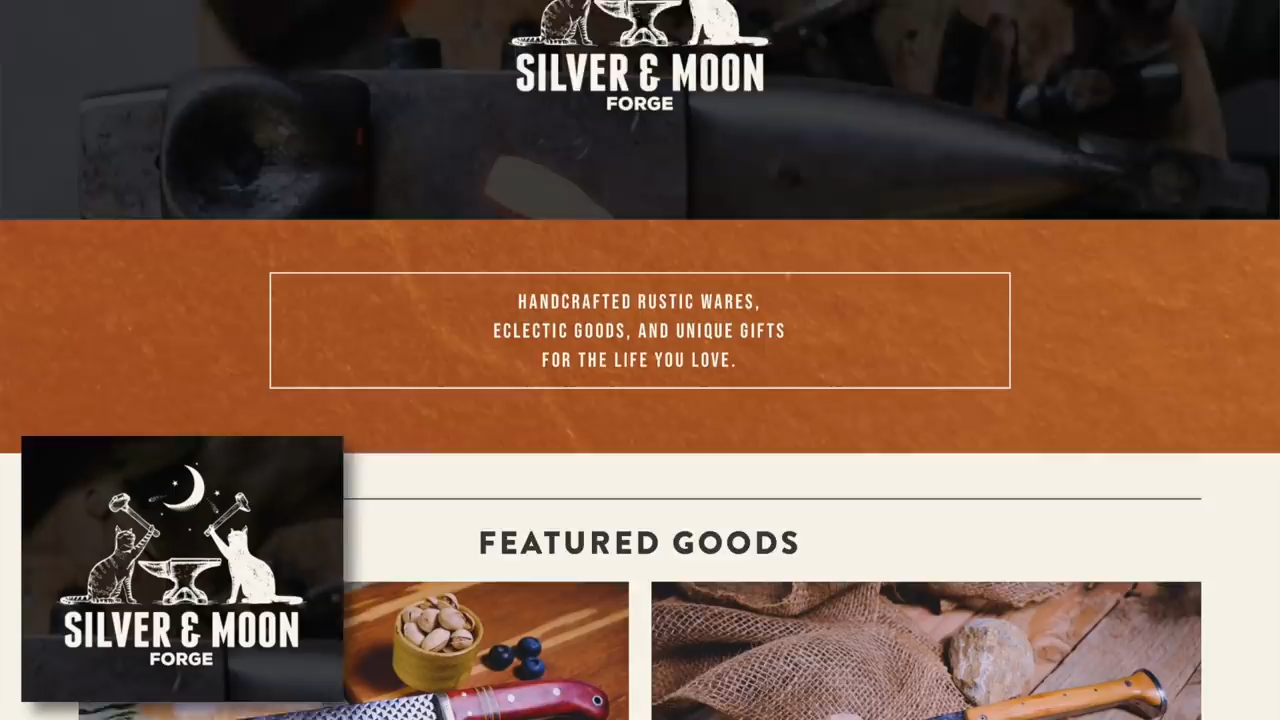 SILVER & MOON
FORGE
HANDCRAFTED RUSTIC WARES,
ECLECTIC GOODS, AND UNIQUE GIFTS
FOR THE LIFE YOU LOVE.
FEATURED GOODS
SILVER & MOON
FORGE